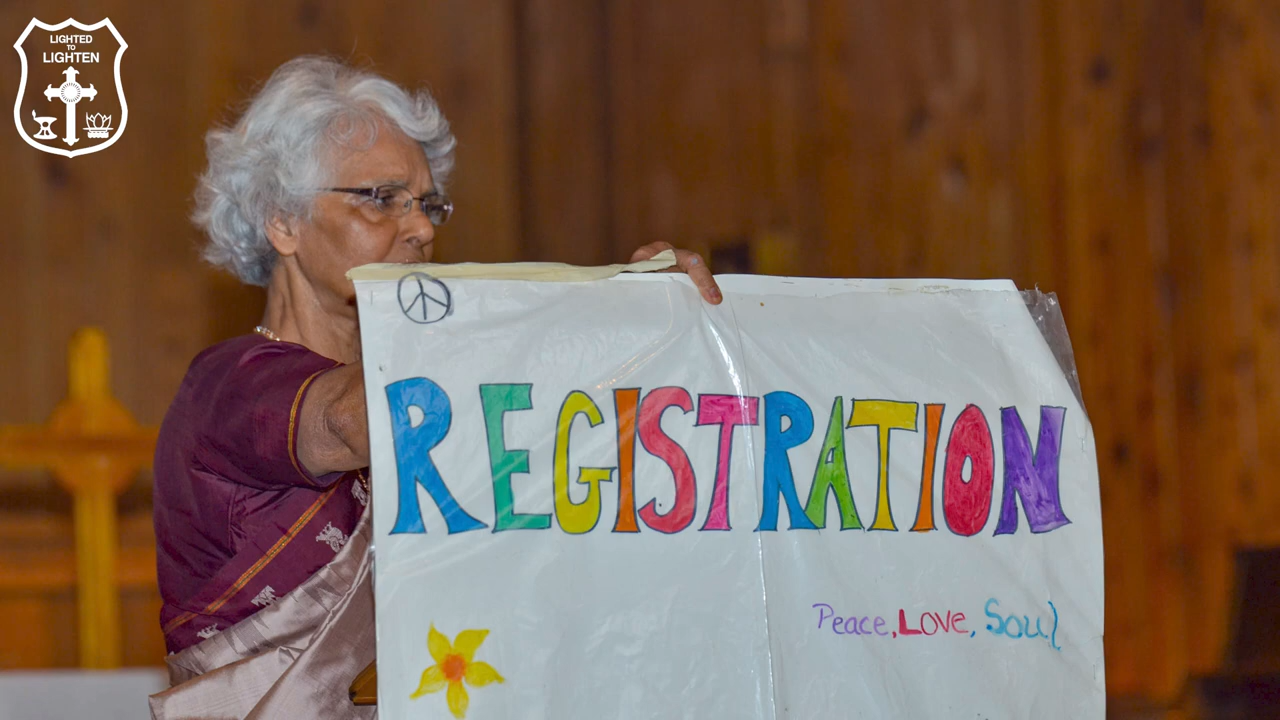 LIGHTED
TO
LIGHTEN
REGISTRATION
Peace, Love, Soul